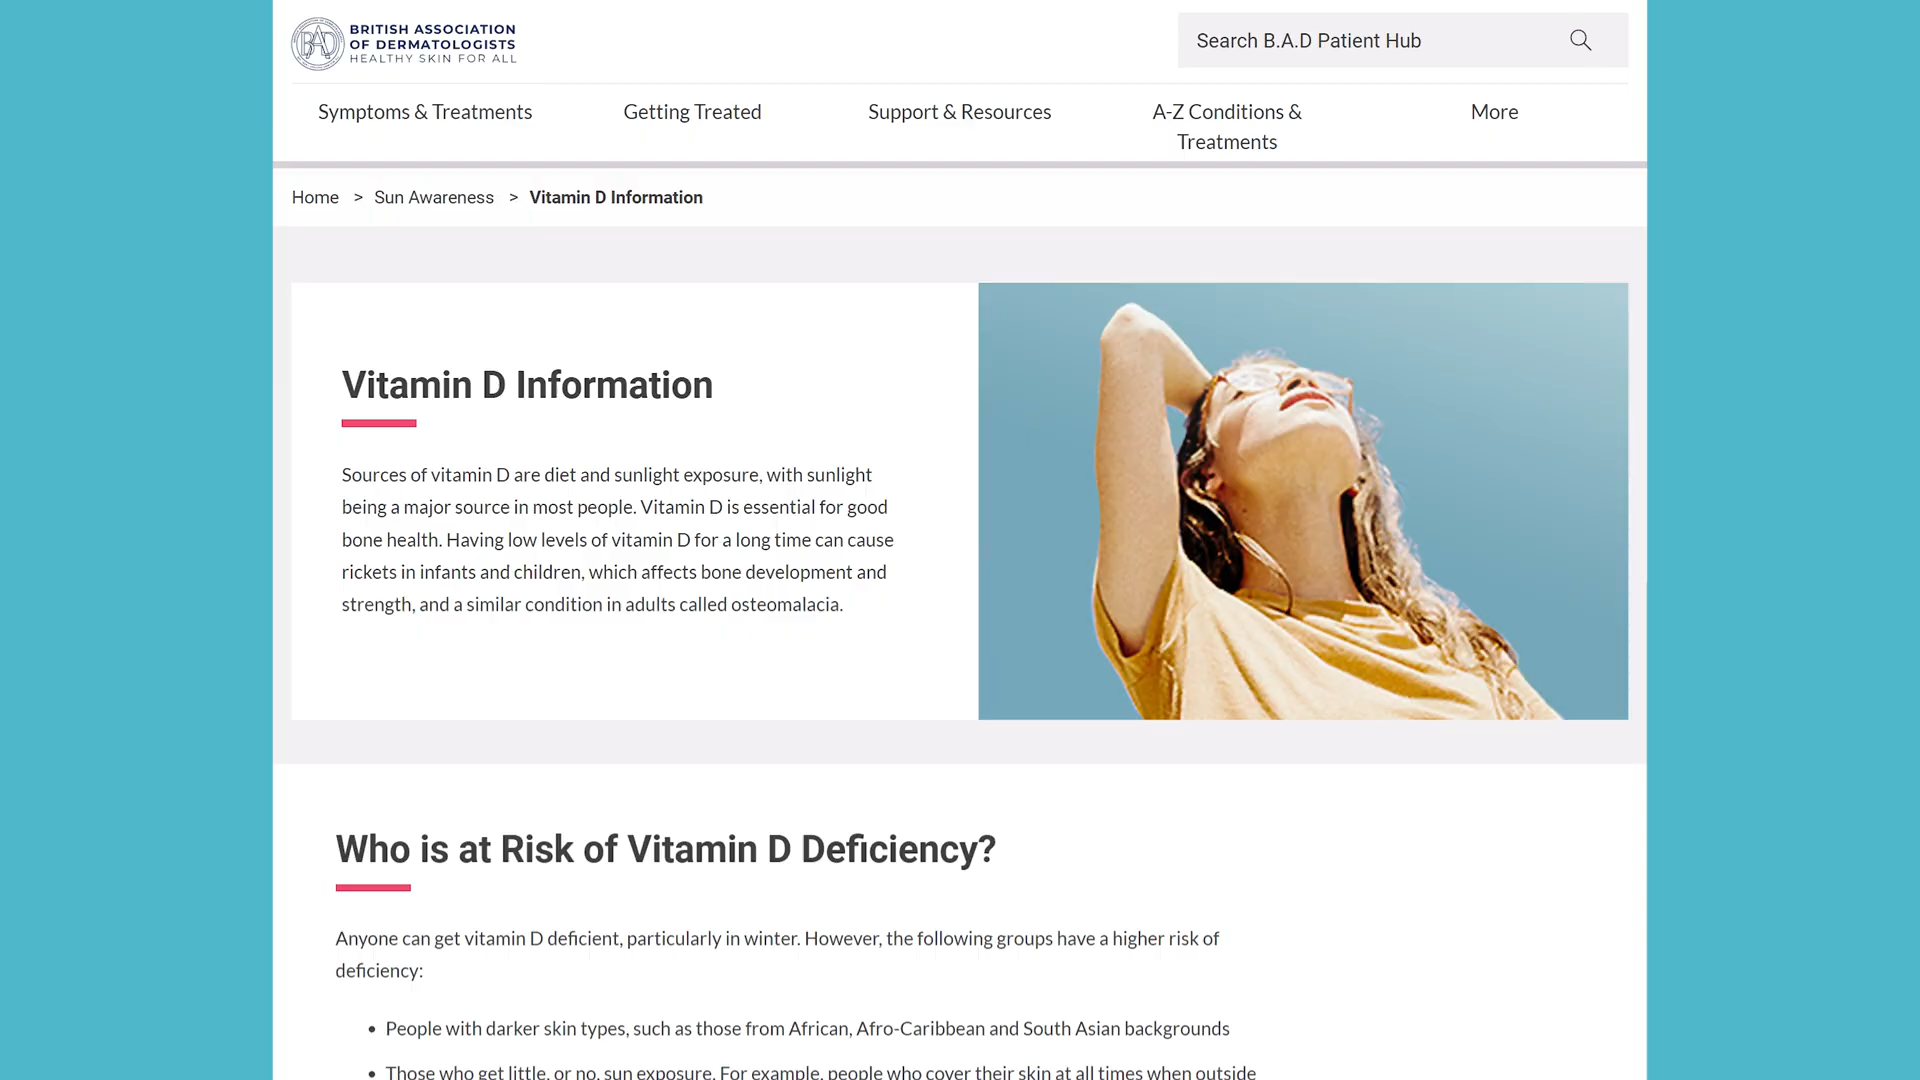 BRITISH ASSOCIATION
OF DERMATOLOGISTS
HEALTHY SKIN FOR ALL
BAD
Search B.A.D Patient Hub
Symptoms & Treatments
Getting Treated
Support & Resources
A-Z Conditions &
Treatments
More
Home > Sun Awareness > Vitamin D Information
Vitamin D Information
Sources of vitamin D are diet and sunlight exposure, with sunlight
being a major source in most people. Vitamin D is essential for good
bone health. Having low levels of vitamin D for a long time can cause
rickets in infants and children, which affects bone development and
strength, and a similar condition in adults called osteomalacia.
Who is at Risk of Vitamin D Deficiency?
Anyone can get vitamin D deficient, particularly in winter. However, the following groups have a higher risk of
deficiency:
• People with darker skin types, such as those from African, Afro-Caribbean and South Asian backgrounds
• Those who get little, or no, sun exposure. For example, people who cover their skin at all times when outside